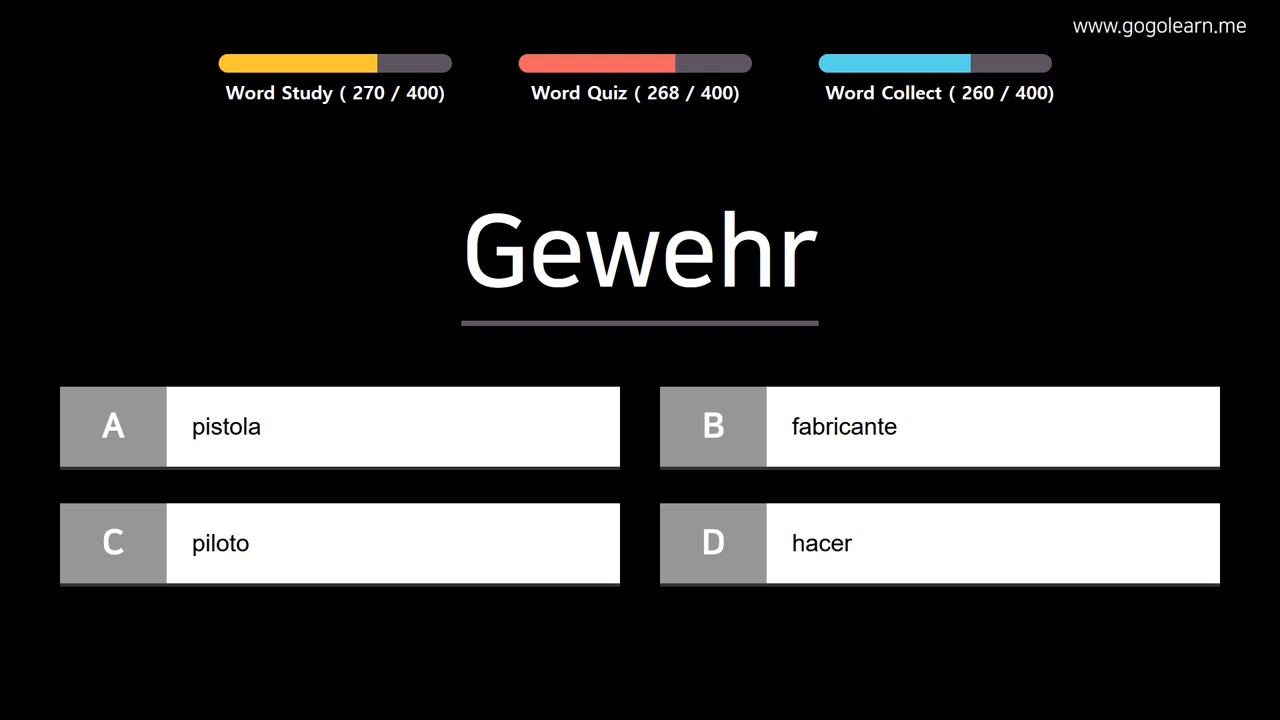 www.gogolearn.me
Word Study ( 270 / 400)
Word Quiz ( 268 / 400)
Word Collect ( 260 / 400)
Gewehr
A pistola
B fabricante
C piloto
D hacer